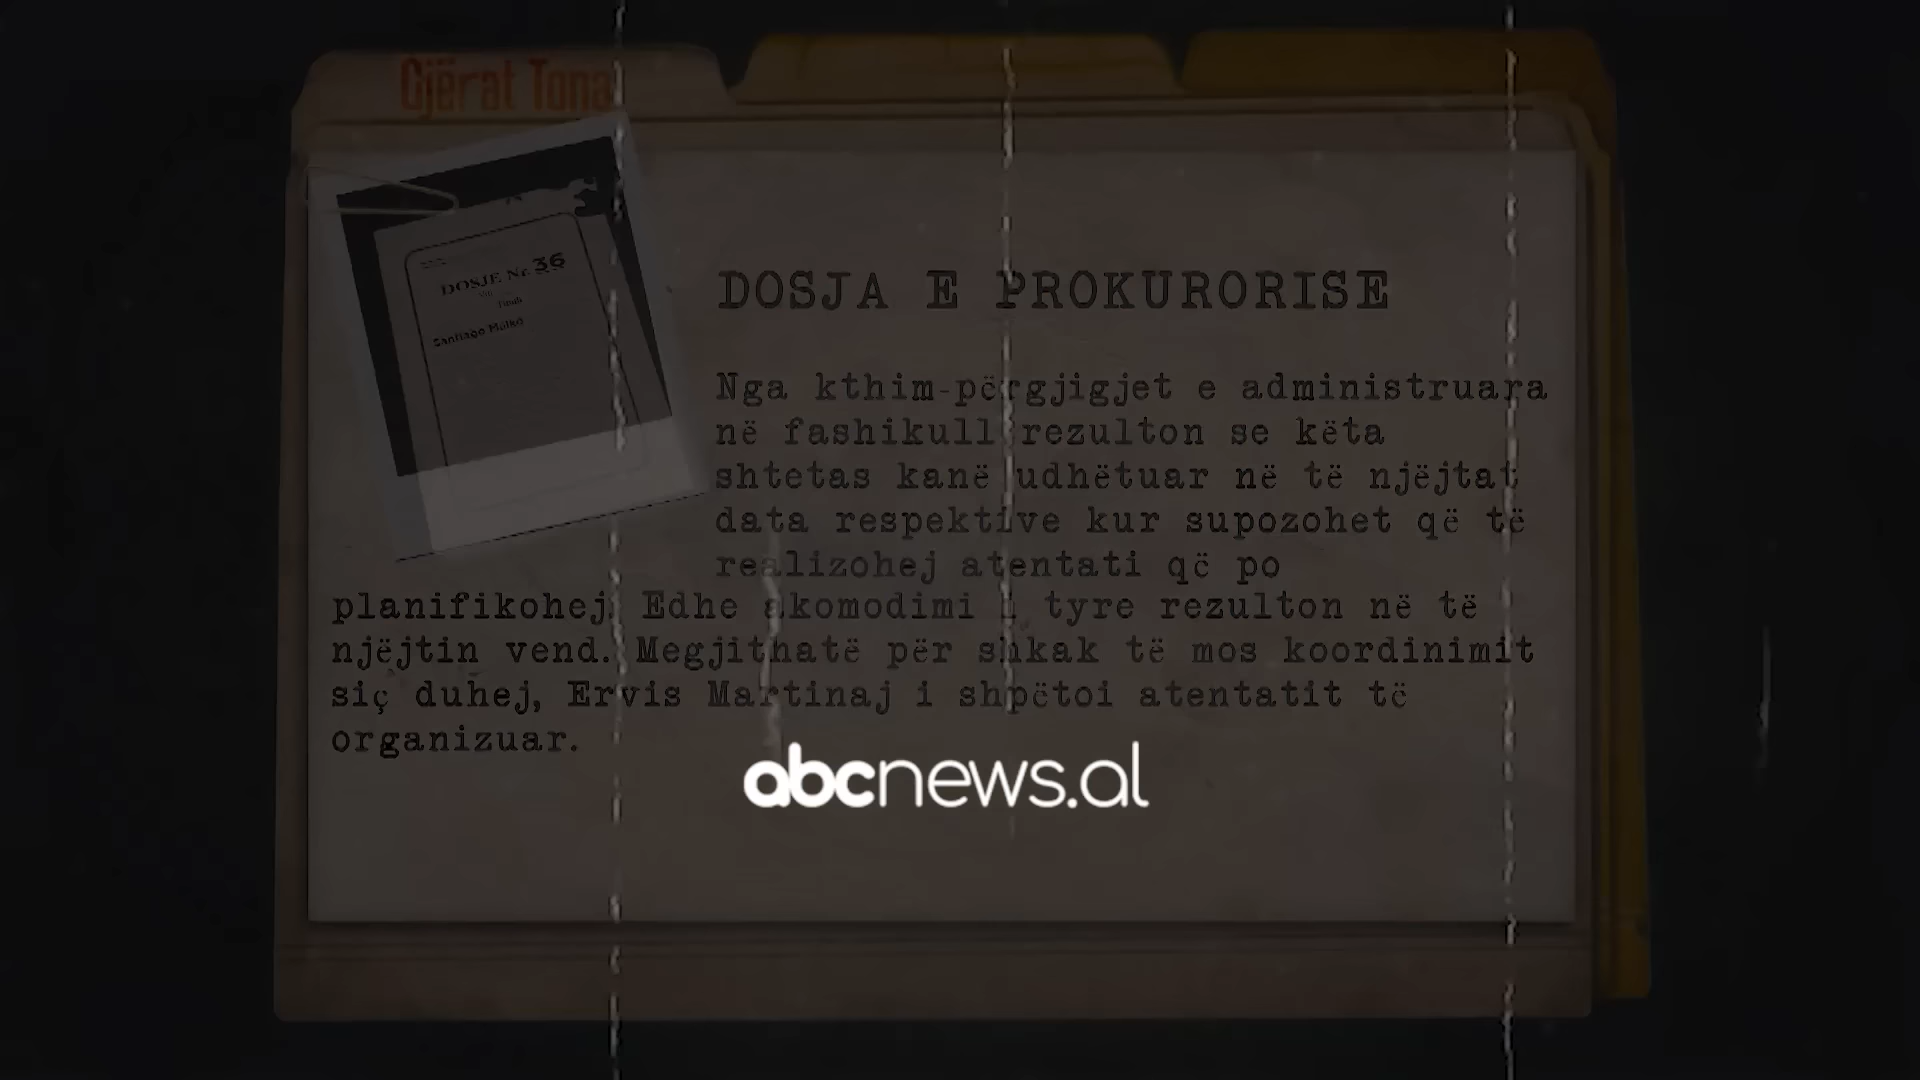 Gjërat Tona
DOSJE Nr. 36
Tiranë
Santiago Malko
DOSJA E PROKURORISE
Nga kthim-përgjigjet e administruara
në fashikull rezulton se këta
shtetas kanë udhëtuar në të njëjtat
data respektive kur supozohet që të
realizohej atentati që po
planifikohej. Edhe akomodimi i tyre rezulton në të
njëjtin vend. Megjithatë për shkak të mos koordinimit
siç duhej, Ervis Martinaj i shpëtoi atentatit të
organizuar.
abcnews.al